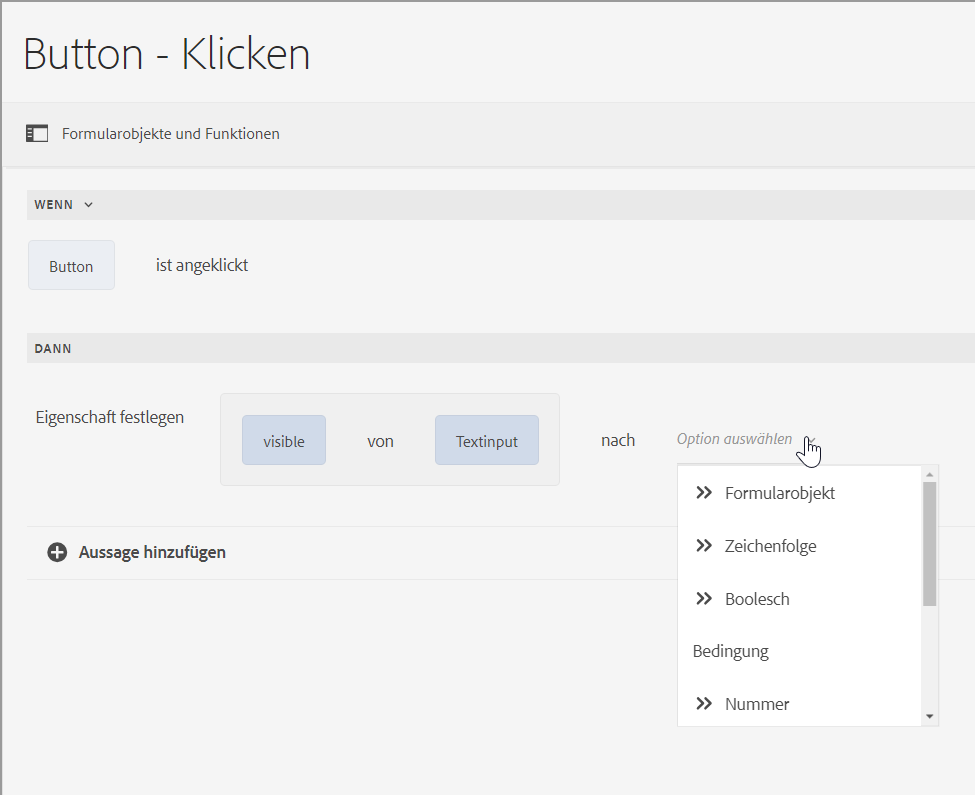 Button - Klicken
Formularobjekte und Funktionen
WENN
Button ist angeklickt
DANN
Eigenschaft festlegen visible von Textinput nach Option auswählen
Formularobjekt
Zeichenfolge
Aussage hinzufügen
Boolesch
Bedingung
Nummer